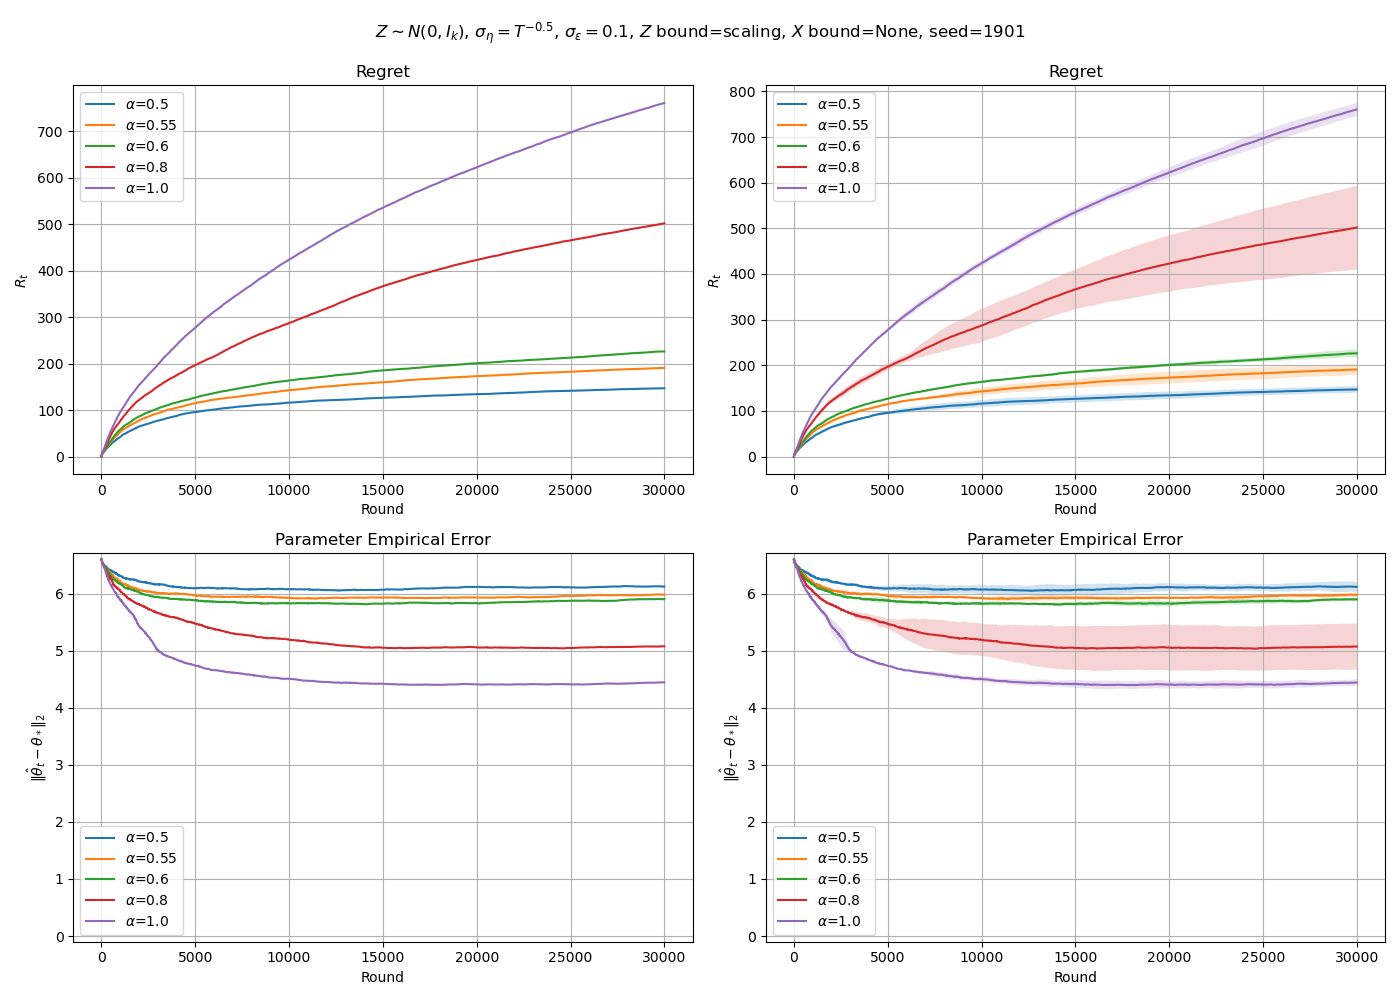 Z ∼ N(0, I_k), σ_η = T^{−0.5}, σ_ε = 0.1, Z bound=scaling, X bound=None, seed=1901
Regret
R_t
700
600
500
400
300
200
100
0
α=0.5
α=0.55
α=0.6
α=0.8
α=1.0
0 5000 10000 15000 20000 25000 30000
Round
Regret
R_t
800
700
600
500
400
300
200
100
0
α=0.5
α=0.55
α=0.6
α=0.8
α=1.0
0 5000 10000 15000 20000 25000 30000
Round
Parameter Empirical Error
‖θ̂_t − θ_*‖_2
6
5
4
3
2
1
0
α=0.5
α=0.55
α=0.6
α=0.8
α=1.0
0 5000 10000 15000 20000 25000 30000
Round
Parameter Empirical Error
‖θ̂_t − θ_*‖_2
6
5
4
3
2
1
0
α=0.5
α=0.55
α=0.6
α=0.8
α=1.0
0 5000 10000 15000 20000 25000 30000
Round